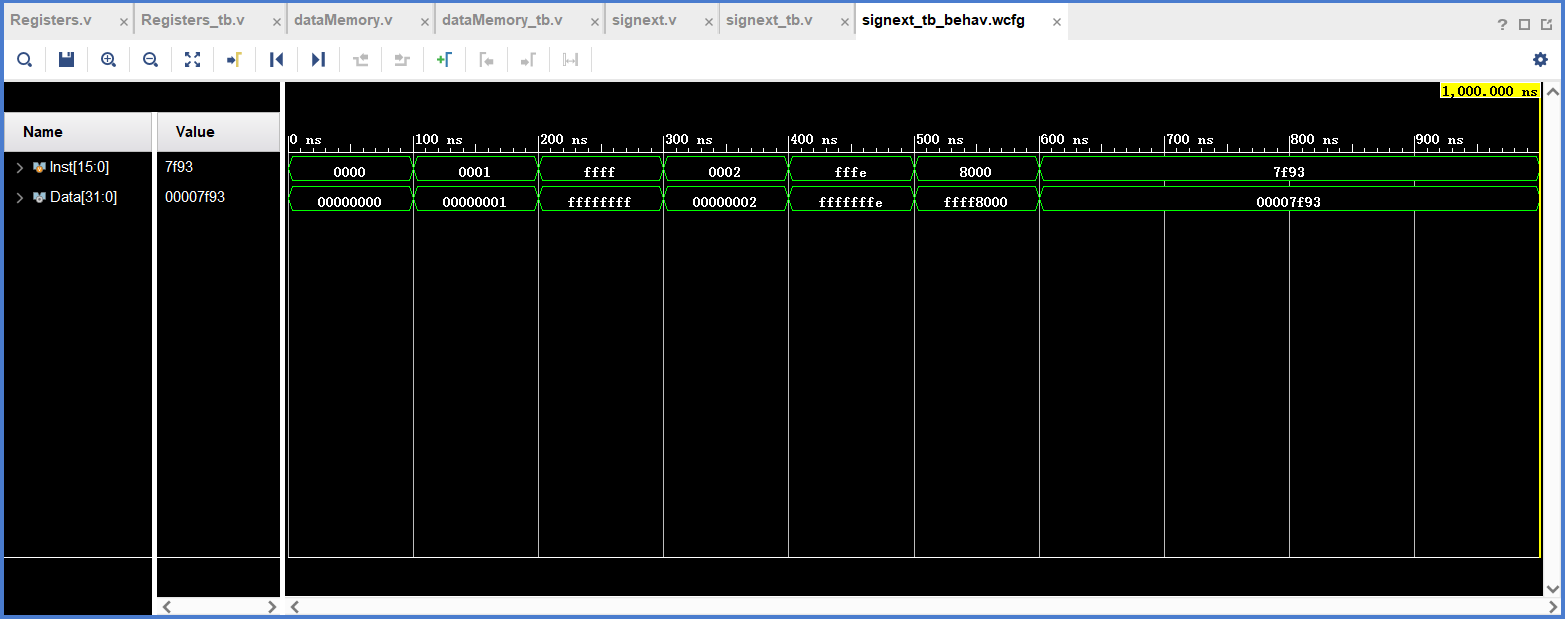 Registers.v × Registers_tb.v × dataMemory.v × dataMemory_tb.v × signext.v × signext_tb.v × signext_tb_behav.wcfg ×
?
1,000.000 ns
Name Value
0 ns 100 ns 200 ns 300 ns 400 ns 500 ns 600 ns 700 ns 800 ns 900 ns
Inst[15:0] 7f93 0000 0001 ffff 0002 fffe 8000 7f93
Data[31:0] 00007f93 00000000 00000001 ffffffff 00000002 fffffffe ffff8000 00007f93